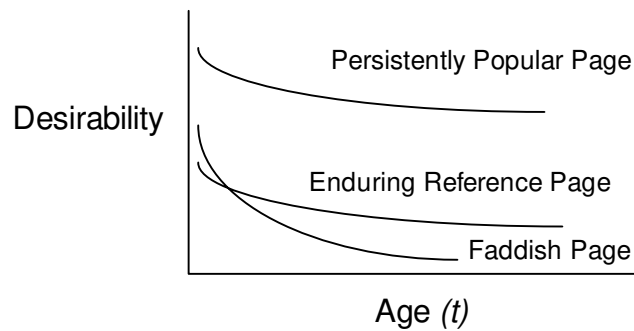 Persistently Popular Page
Desirability
Enduring Reference Page
Faddish Page
Age (t)